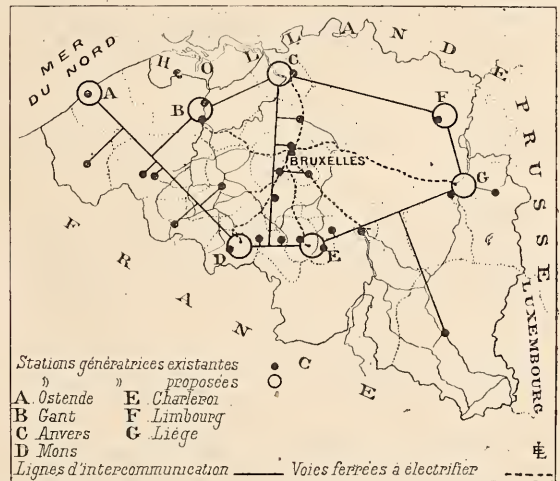 MER
DU NORD
HOLLANDE
PRUSSE
LUXEMBOURG
FRANCE
A
B
C
F
BRUXELLES
G
D
E
Stations génératrices existantes
" " proposées
A Ostende E Charleroi
B Gant F Limbourg
C Anvers G Liége
D Mons
Lignes d'intercommunication Voies ferrées à électrifier